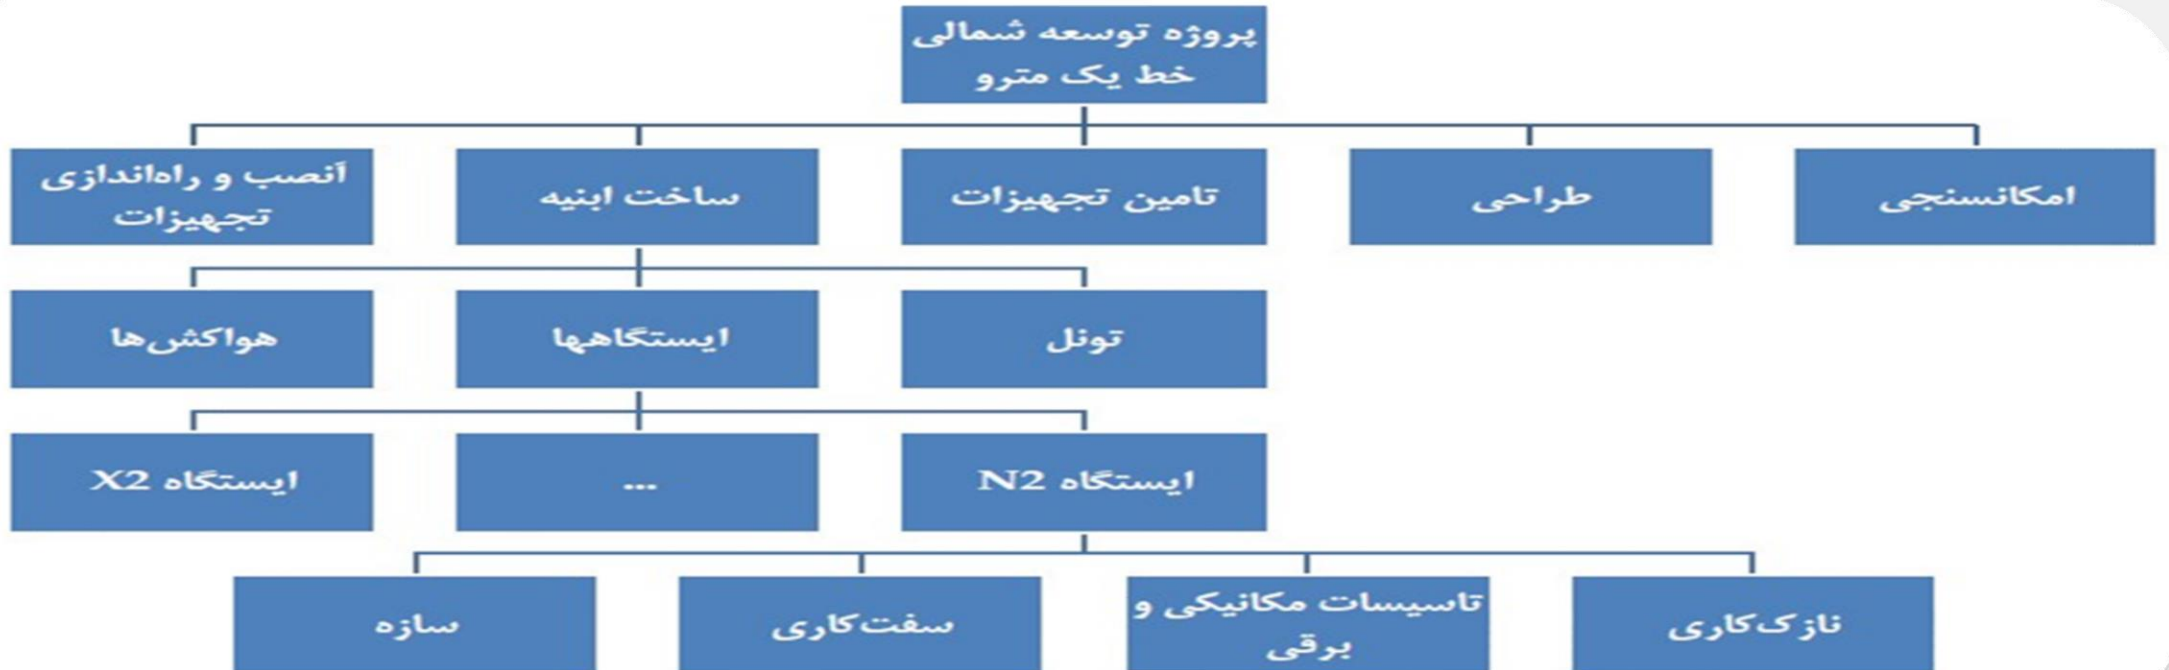 پروژه توسعه شمالی
خط یک مترو
امکانسنجی
طراحی
تامین تجهیزات
ساخت ابنیه
آنصب و راه‌اندازی
تجهیزات
تونل
ایستگاهها
هواکش‌ها
ایستگاه N2
...
ایستگاه X2
نازک‌کاری
تاسیسات مکانیکی و
برقی
سفت‌کاری
سازه